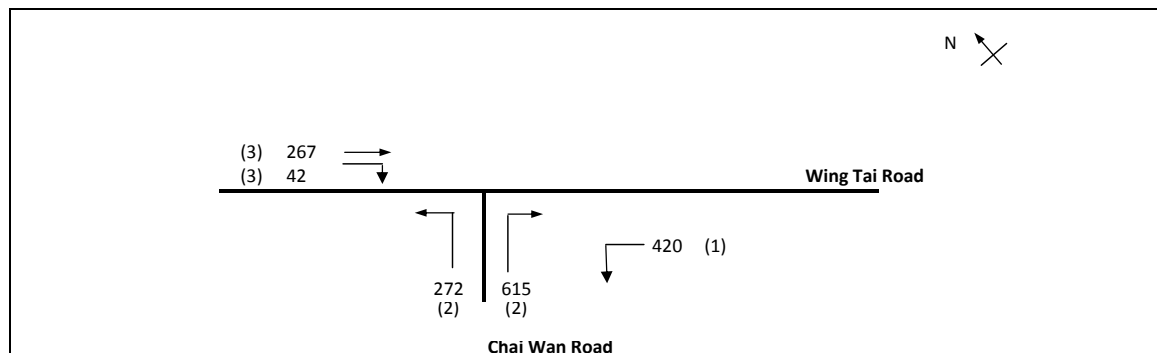 N
(3) 267
(3) 42
Wing Tai Road
420 (1)
272 615
(2) (2)
Chai Wan Road